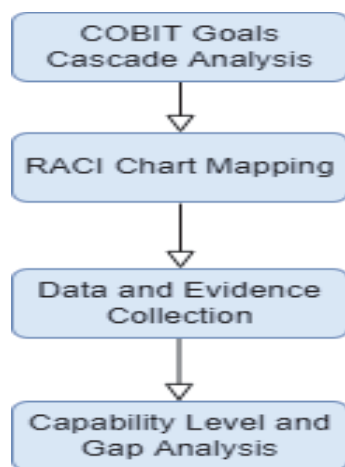 COBIT Goals
Cascade Analysis
RACI Chart Mapping
Data and Evidence
Collection
Capability Level and
Gap Analysis